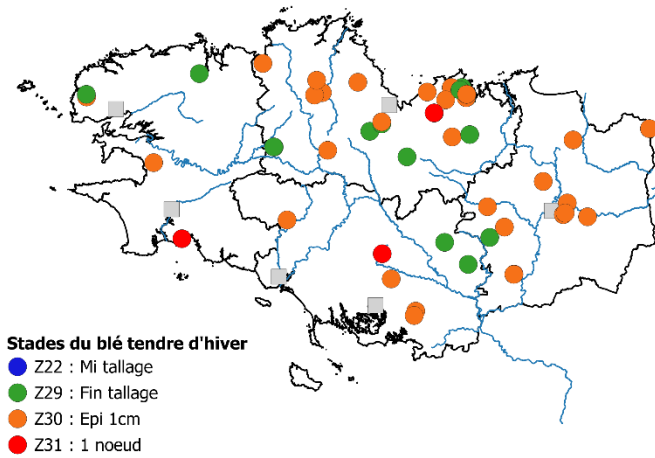 Stades du blé tendre d'hiver
Z22 : Mi tallage
Z29 : Fin tallage
Z30 : Epi 1cm
Z31 : 1 noeud